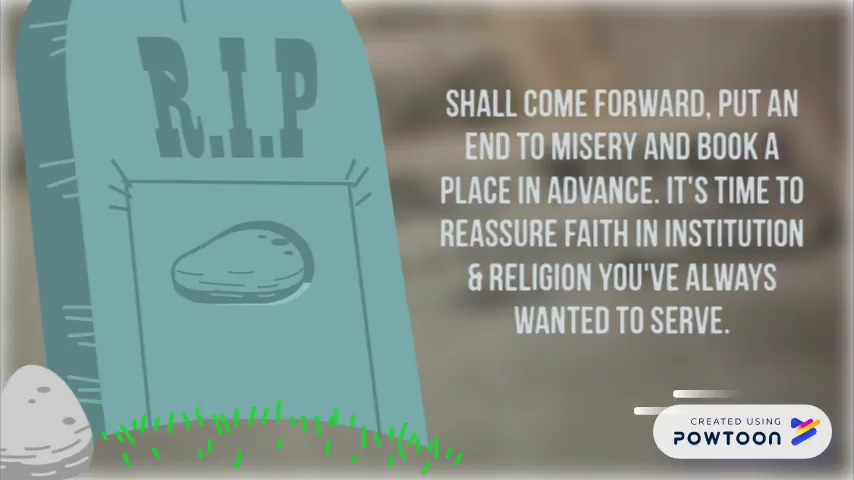 R.I.P
SHALL COME FORWARD, PUT AN
END TO MISERY AND BOOK A
PLACE IN ADVANCE. IT'S TIME TO
REASSURE FAITH IN INSTITUTION
& RELIGION YOU'VE ALWAYS
WANTED TO SERVE.
CREATED USING
POWTOON